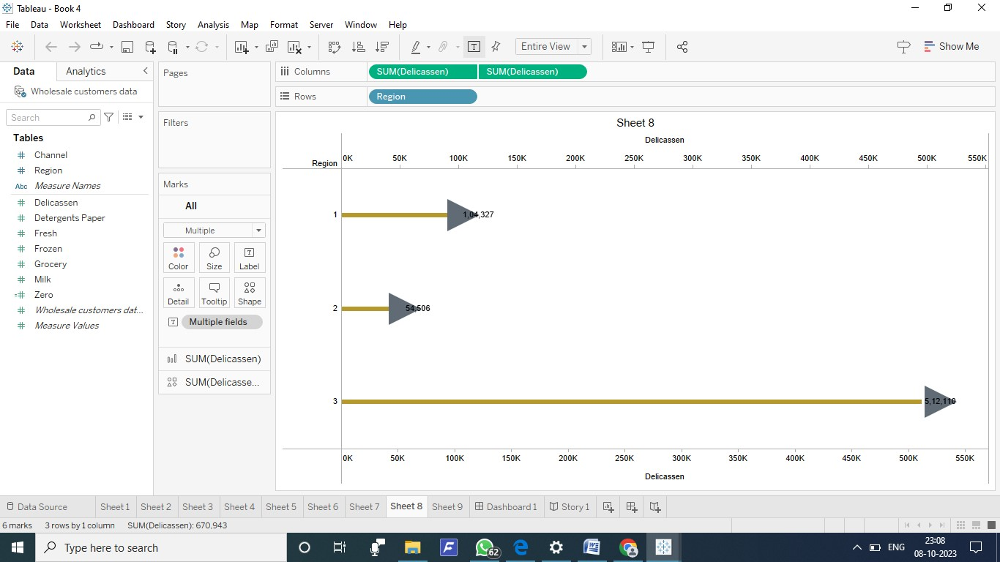 Tableau - Book 4
File Data Worksheet Dashboard Story Analysis Map Format Server Window Help
Entire View
Show Me
Data Analytics
Wholesale customers data
Search
Tables
Channel
Region
Abc Measure Names
Delicassen
Detergents Paper
Fresh
Frozen
Grocery
Milk
Zero
Wholesale customers dat...
Measure Values
Pages
Filters
Marks
All
Multiple
Color Size Label
Detail Tooltip Shape
Multiple fields
SUM(Delicassen)
SUM(Delicasse...
Columns SUM(Delicassen) SUM(Delicassen)
Rows Region
Sheet 8
Delicassen
Region 0K 50K 100K 150K 200K 250K 300K 350K 400K 450K 500K 550K
1 1,04,327
2 54,506
3 5,12,110
0K 50K 100K 150K 200K 250K 300K 350K 400K 450K 500K 550K
Delicassen
Data Source Sheet 1 Sheet 2 Sheet 3 Sheet 4 Sheet 5 Sheet 6 Sheet 7 Sheet 8 Sheet 9 Dashboard 1 Story 1
6 marks 3 rows by 1 column SUM(Delicassen): 670,943
Type here to search
62
ENG
23:08
08-10-2023